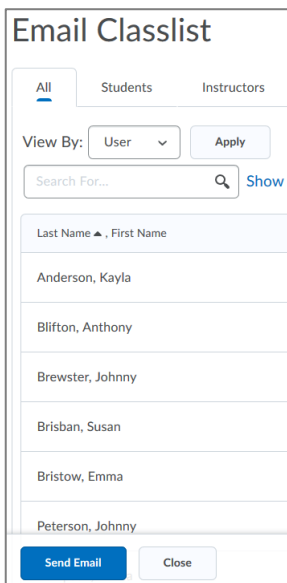 Email Classlist
All Students Instructors
View By: User Apply
Search For... Show
Last Name ▲ , First Name
Anderson, Kayla
Blifton, Anthony
Brewster, Johnny
Brisban, Susan
Bristow, Emma
Peterson, Johnny
Send Email Close